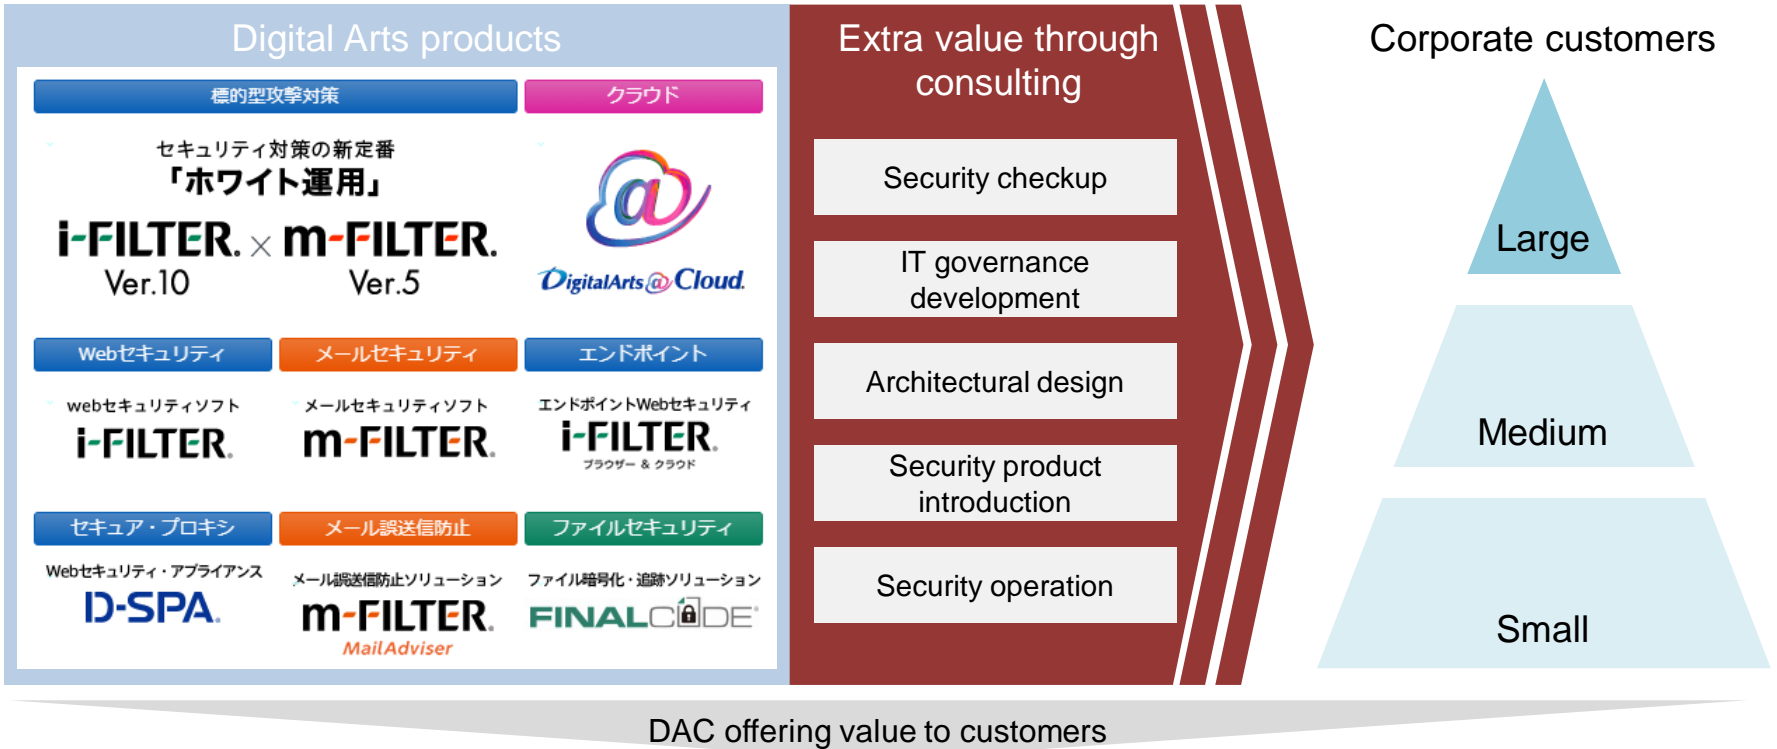 Digital Arts products
標的型攻撃対策
クラウド
セキュリティ対策の新定番
「ホワイト運用」
i-FILTER® × m-FILTER®
Ver.10
Ver.5
@
DigitalArts@Cloud®
Webセキュリティ
メールセキュリティ
エンドポイント
webセキュリティソフト
i-FILTER®
メールセキュリティソフト
m-FILTER®
エンドポイントWebセキュリティ
i-FILTER®
ブラウザー & クラウド
セキュア・プロキシ
メール誤送信防止
ファイルセキュリティ
Webセキュリティ・アプライアンス
D-SPA®
メール誤送信防止ソリューション
m-FILTER®
MailAdviser
ファイル暗号化・追跡ソリューション
FINALCODE®
Extra value through
consulting
Security checkup
IT governance
development
Architectural design
Security product
introduction
Security operation
Corporate customers
Large
Medium
Small
DAC offering value to customers